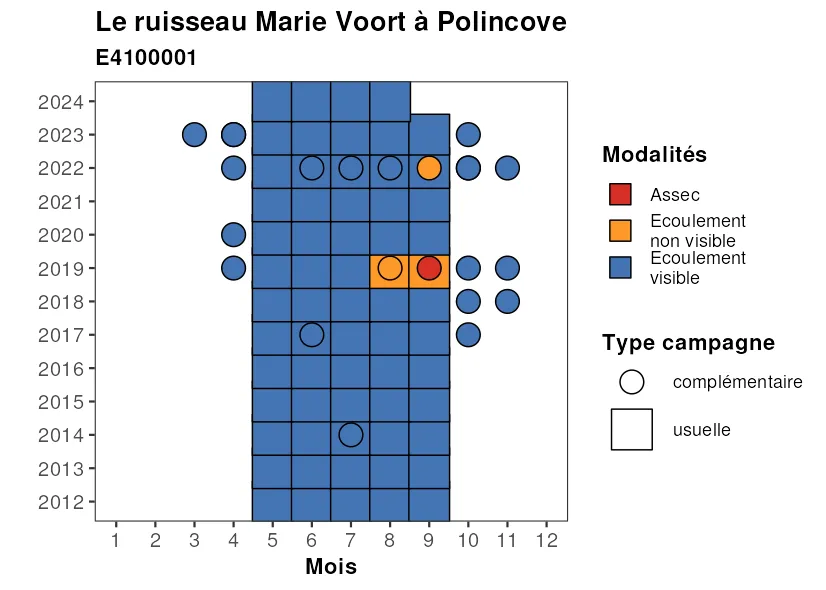 Le ruisseau Marie Voort à Polincove
E4100001
2024
2023
2022
2021
2020
2019
2018
2017
2016
2015
2014
2013
2012
1 2 3 4 5 6 7 8 9 10 11 12
Mois
Modalités
Assec
Ecoulement
non visible
Ecoulement
visible
Type campagne
complémentaire
usuelle